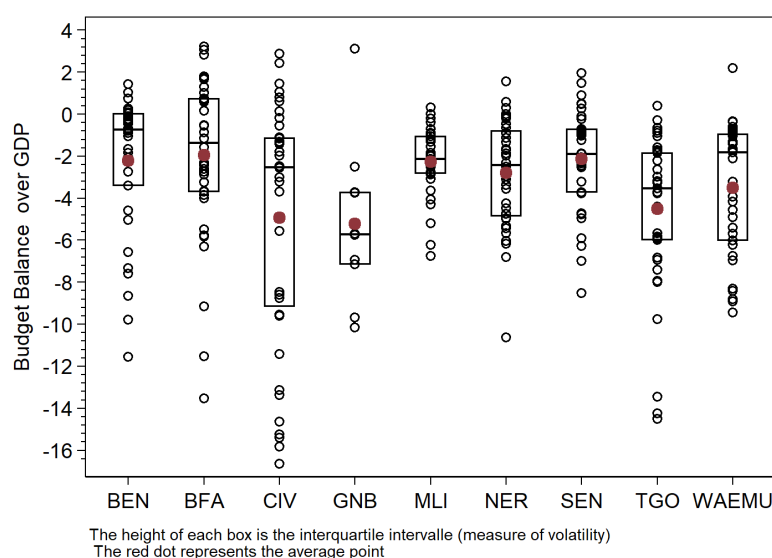 Budget Balance over GDP
4
2
0
-2
-4
-6
-8
-10
-12
-14
-16
BEN BFA CIV GNB MLI NER SEN TGO WAEMU
The height of each box is the interquartile intervalle (measure of volatility)
The red dot represents the average point